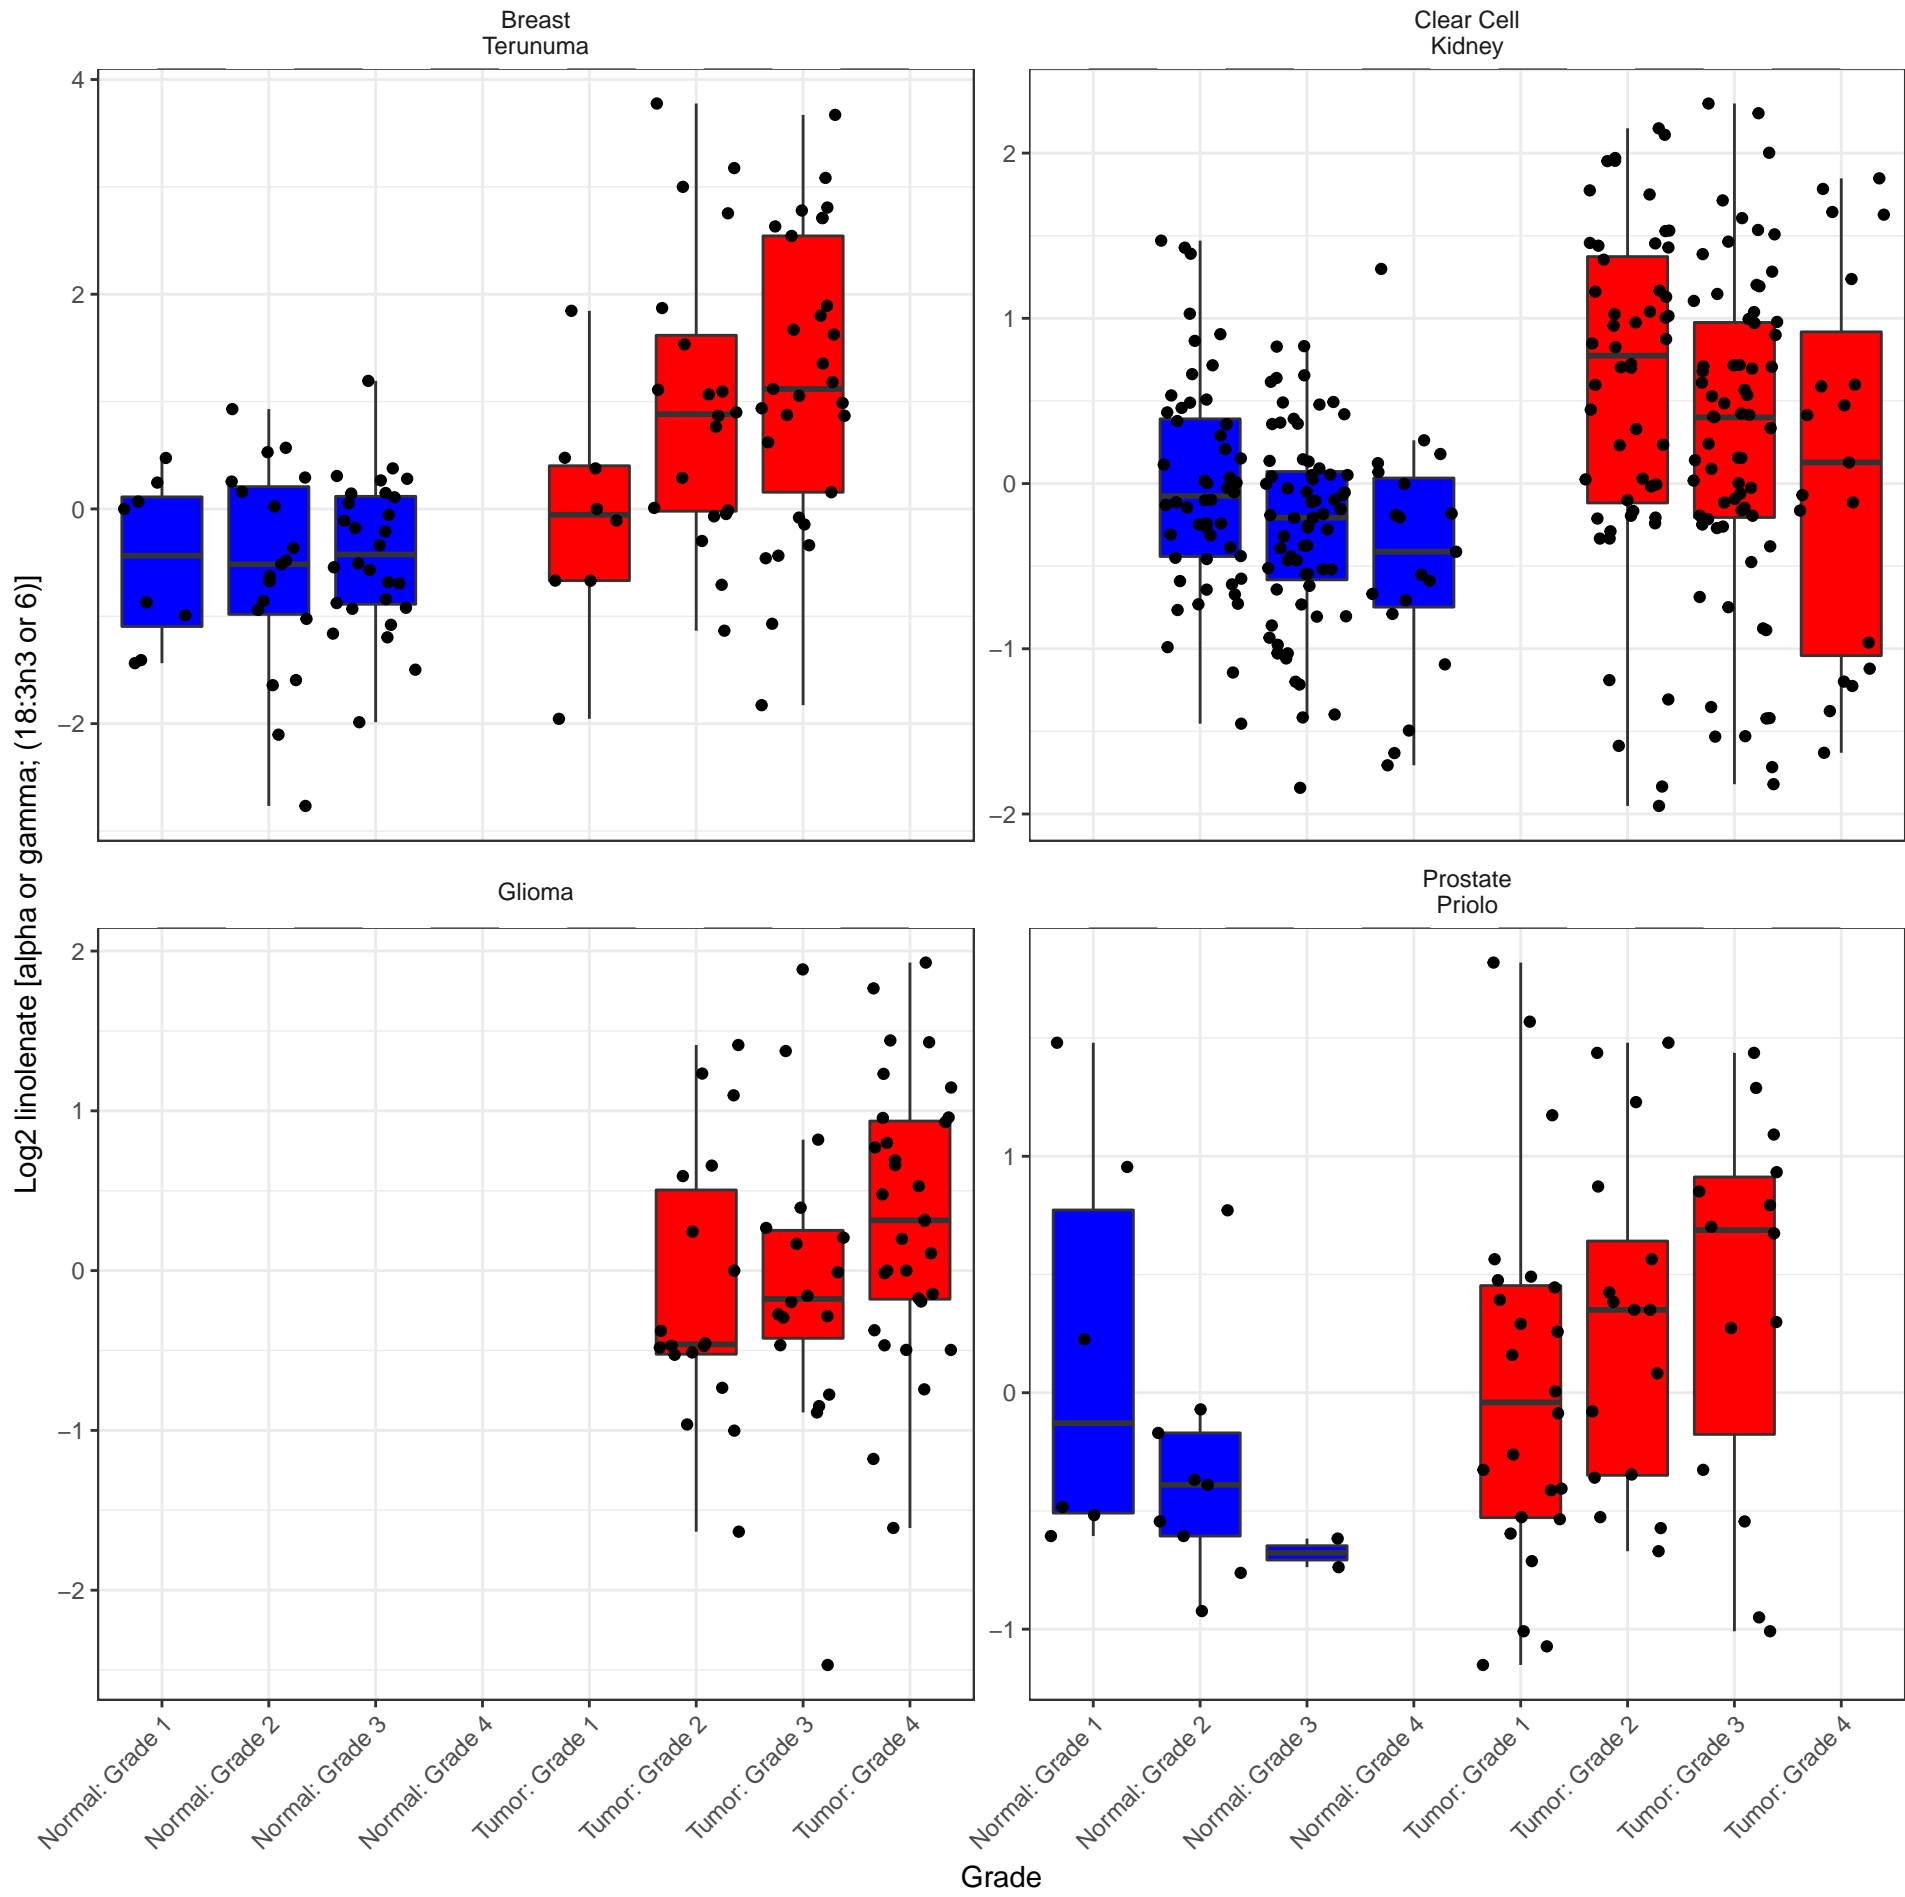 Breast
Terunuma
Clear Cell
Kidney
4
2
0
−2
2
1
0
−1
−2
Glioma
Prostate
Priolo
2
1
0
−1
−2
1
0
−1
Log2 linolenate [alpha or gamma; (18:3n3 or 6)]
Normal: Grade 1
Normal: Grade 2
Normal: Grade 3
Normal: Grade 4
Tumor: Grade 1
Tumor: Grade 2
Tumor: Grade 3
Tumor: Grade 4
Normal: Grade 1
Normal: Grade 2
Normal: Grade 3
Normal: Grade 4
Tumor: Grade 1
Tumor: Grade 2
Tumor: Grade 3
Tumor: Grade 4
Grade